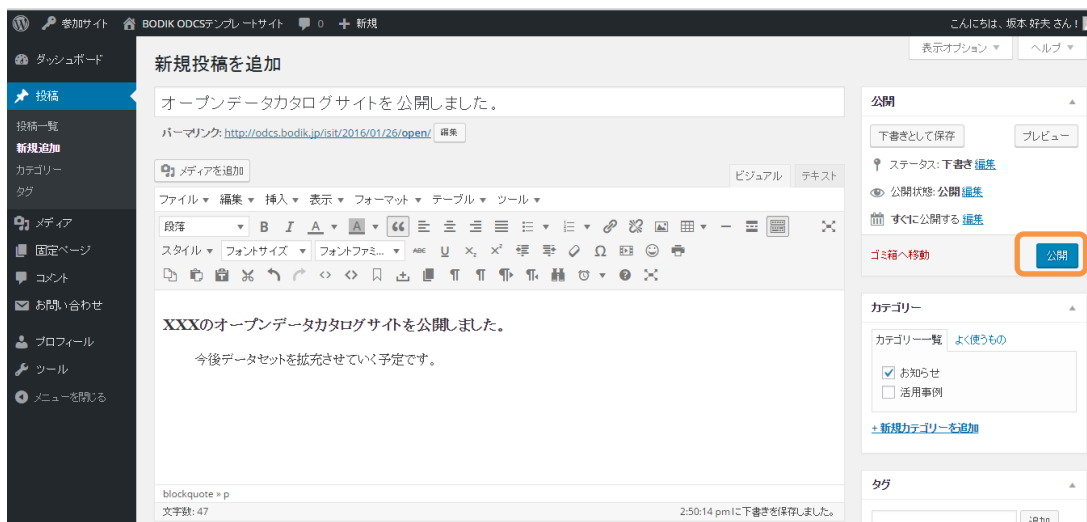 参加サイト BODIK ODCSテンプレートサイト 0 + 新規 こんにちは、坂本 好夫 さん!
表示オプション ▼ ヘルプ ▼
ダッシュボード
投稿
投稿一覧
新規追加
カテゴリー
タグ
メディア
固定ページ
コメント
お問い合わせ
プロフィール
ツール
メニューを閉じる
新規投稿を追加
オープンデータカタログサイトを公開しました。
パーマリンク: http://odcs.bodik.jp/isit/2016/01/26/open/ 編集
メディアを追加
ビジュアル テキスト
ファイル ▼ 編集 ▼ 挿入 ▼ 表示 ▼ フォーマット ▼ テーブル ▼ ツール ▼
段落 ▼ B I A ▼ A ▼
スタイル ▼ フォントサイズ ▼ フォントファミ... ▼ ABC U X₂ X² Ω
XXXのオープンデータカタログサイトを公開しました。
今後データセットを拡充させていく予定です。
blockquote » p
文字数: 47 2:50:14 pmに下書きを保存しました。
公開
下書きとして保存 プレビュー
ステータス: 下書き 編集
公開状態: 公開 編集
すぐに公開する 編集
ゴミ箱へ移動 公開
カテゴリー
カテゴリー一覧 よく使うもの
お知らせ
活用事例
+ 新規カテゴリーを追加
タグ
追加